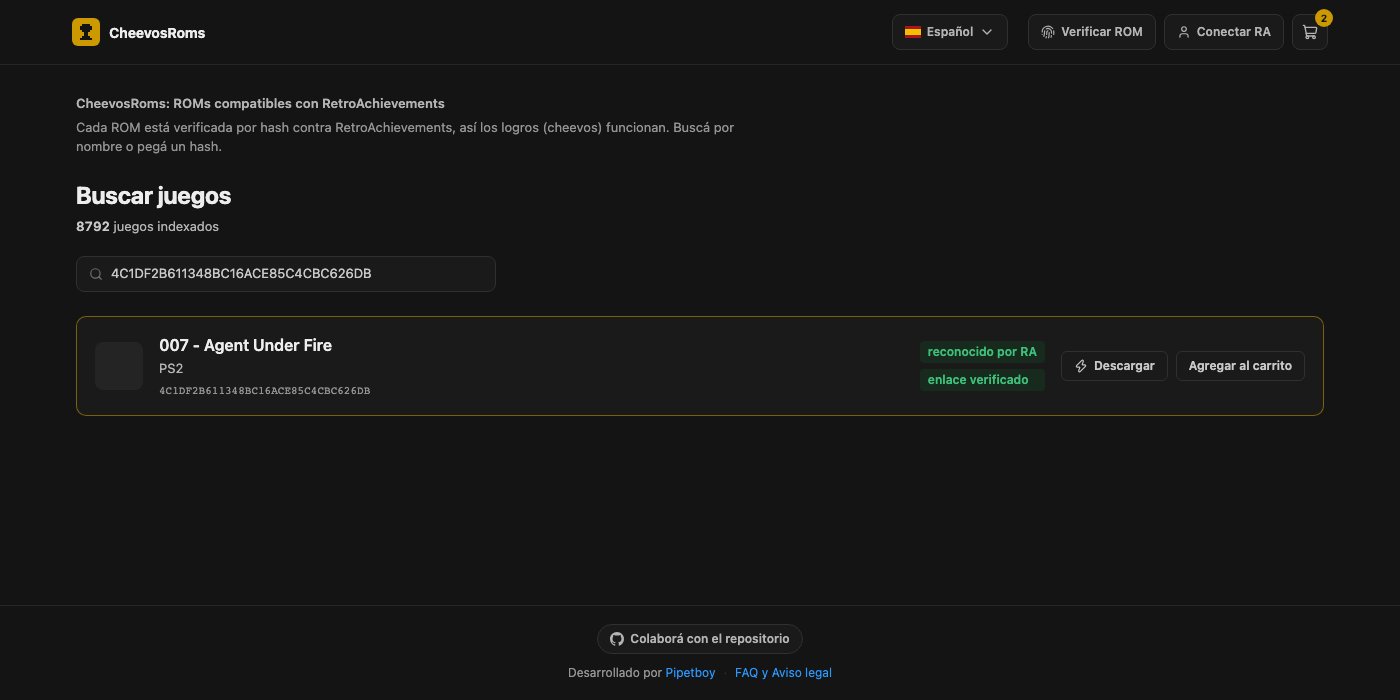 CheevosRoms
Español
Verificar ROM
Conectar RA
2
CheevosRoms: ROMs compatibles con RetroAchievements
Cada ROM está verificada por hash contra RetroAchievements, así los logros (cheevos) funcionan. Buscá por
nombre o pegá un hash.
Buscar juegos
8792 juegos indexados
4C1DF2B611348BC16ACE85C4CBC626DB
007 - Agent Under Fire
PS2
4C1DF2B611348BC16ACE85C4CBC626DB
reconocido por RA
enlace verificado
Descargar
Agregar al carrito
Colaborá con el repositorio
Desarrollado por Pipetboy · FAQ y Aviso legal